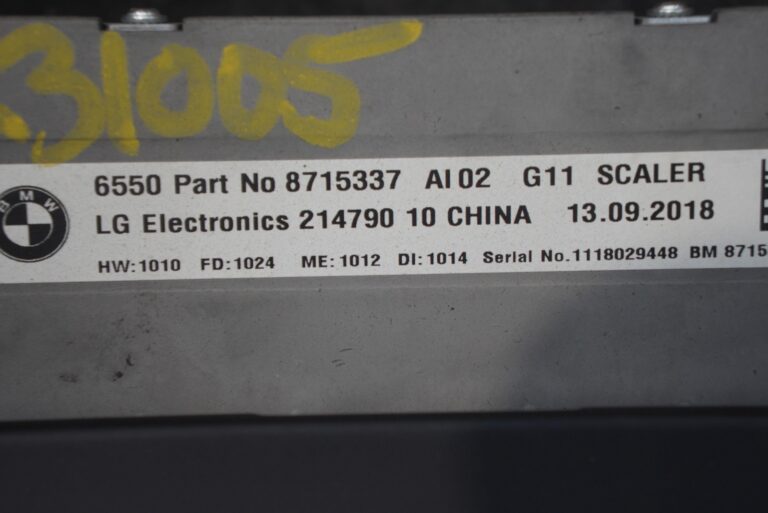 31005
BMW
6550 Part No 8715337 AI 02 G11 SCALER
LG Electronics 214790 10 CHINA 13.09.2018
HW:1010 FD:1024 ME:1012 DI:1014 Serial No.1118029448 BM 8715